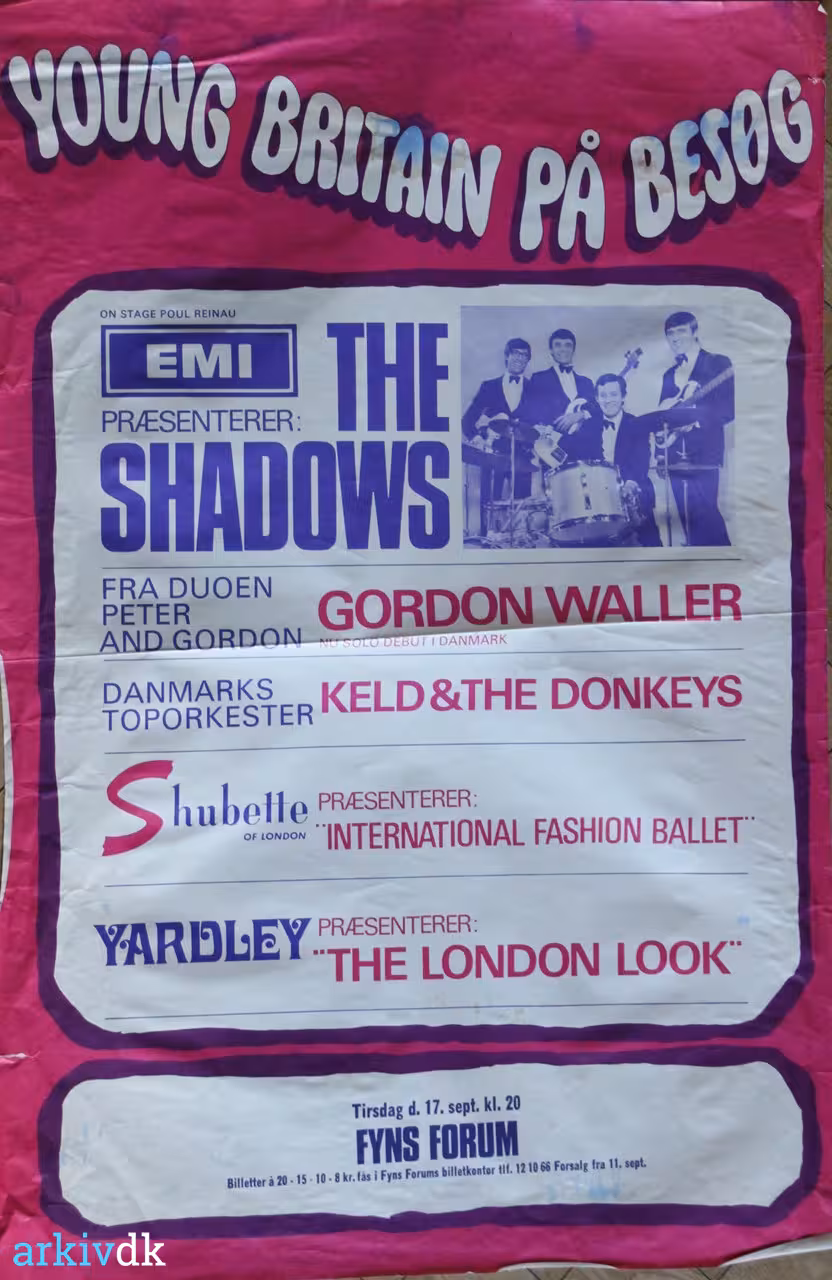 YOUNG BRITAIN PÅ BESØG
ON STAGE POUL REINAU
EMI
PRÆSENTERER:
THE
SHADOWS
FRA DUOEN
PETER
AND GORDON
GORDON WALLER
NU SOLO DEBUT I DANMARK
DANMARKS
TOPORKESTER
KELD & THE DONKEYS
Shubette
OF LONDON
PRÆSENTERER:
¨INTERNATIONAL FASHION BALLET¨
YARDLEY
PRÆSENTERER:
¨THE LONDON LOOK¨
Tirsdag d. 17. sept. kl. 20
FYNS FORUM
Billetter à 20 - 15 - 10 - 8 kr. fås i Fyns Forums billetkontor tlf. 12 10 66 Forsalg fra 11. sept.
arkivdk